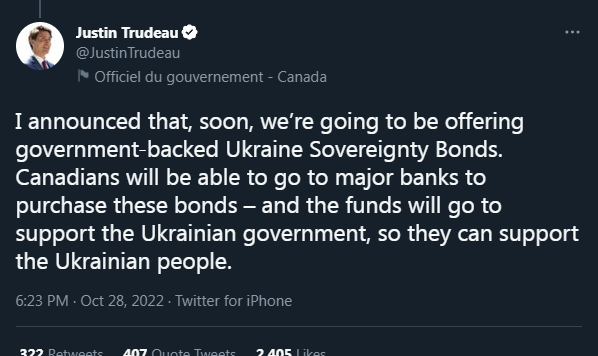 Justin Trudeau
@JustinTrudeau
Officiel du gouvernement - Canada
I announced that, soon, we’re going to be offering
government-backed Ukraine Sovereignty Bonds.
Canadians will be able to go to major banks to
purchase these bonds – and the funds will go to
support the Ukrainian government, so they can support
the Ukrainian people.
6:23 PM · Oct 28, 2022 · Twitter for iPhone
322 Retweets 407 Quote Tweets 2,405 Likes